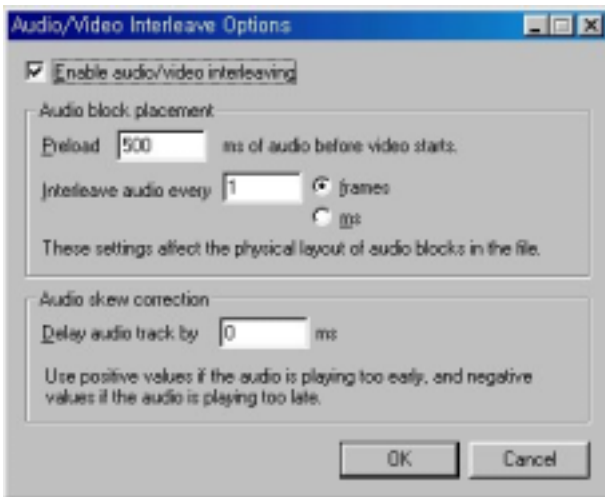 Audio/Video Interleave Options
Enable audio/video interleaving
Audio block placement
Preload 500 ms of audio before video starts.
Interleave audio every 1 frames
ms
These settings affect the physical layout of audio blocks in the file.
Audio skew correction
Delay audio track by 0 ms
Use positive values if the audio is playing too early, and negative
values if the audio is playing too late.
OK Cancel